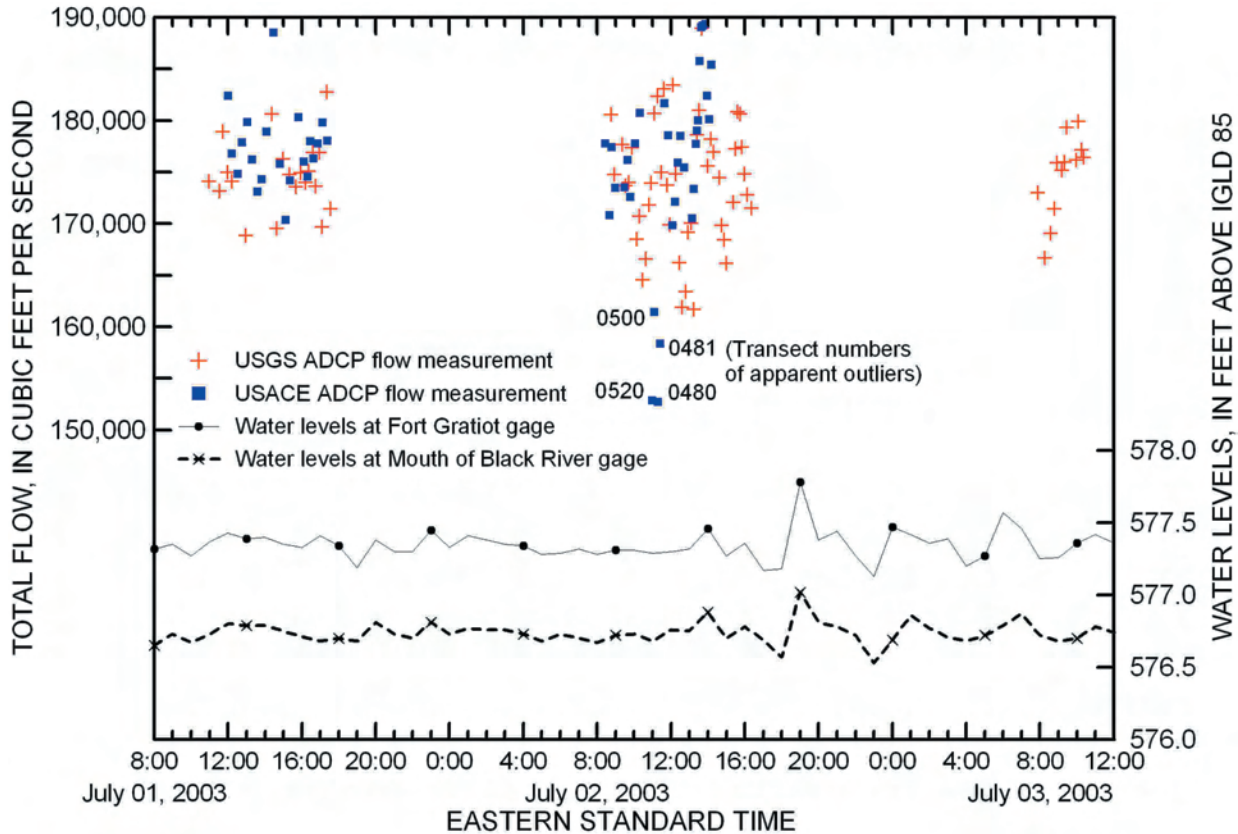 TOTAL FLOW, IN CUBIC FEET PER SECOND
190,000
180,000
170,000
160,000
150,000
0500
0481 (Transect numbers
of apparent outliers)
0520
0480
USGS ADCP flow measurement
USACE ADCP flow measurement
Water levels at Fort Gratiot gage
Water levels at Mouth of Black River gage
578.0
577.5
577.0
576.5
576.0
WATER LEVELS, IN FEET ABOVE IGLD 85
8:00 12:00 16:00 20:00 0:00 4:00 8:00 12:00 16:00 20:00 0:00 4:00 8:00 12:00
July 01, 2003 July 02, 2003 July 03, 2003
EASTERN STANDARD TIME